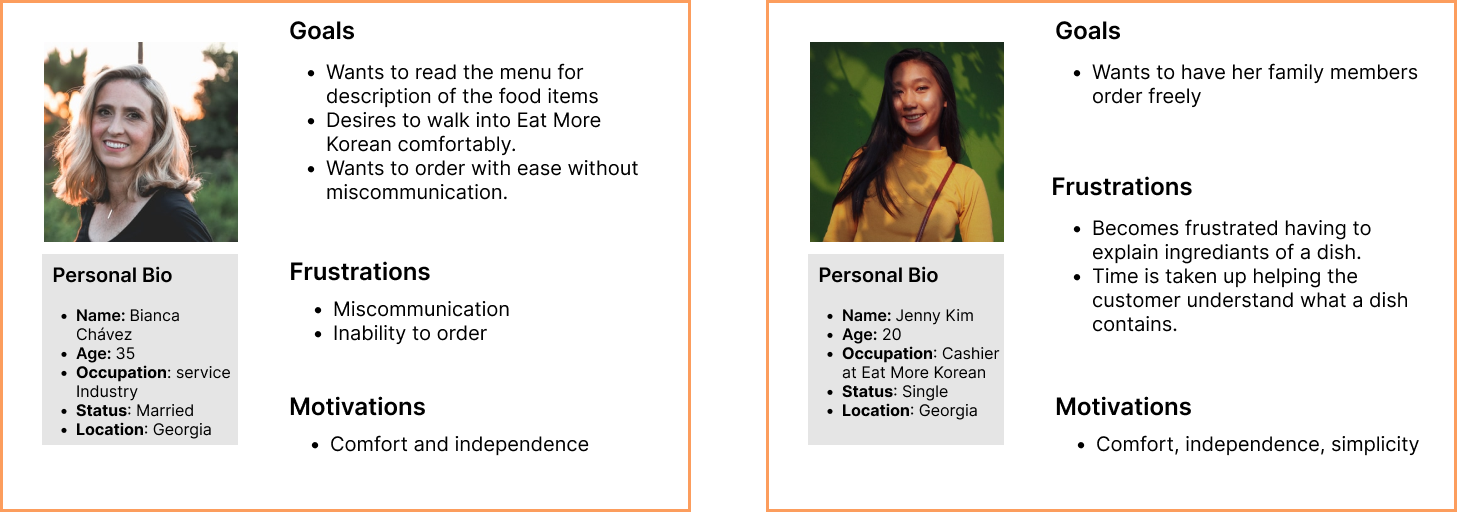 Goals
• Wants to read the menu for
description of the food items
• Desires to walk into Eat More
Korean comfortably.
• Wants to order with ease without
miscommunication.
Personal Bio
• Name: Bianca
Chávez
• Age: 35
• Occupation: service
Industry
• Status: Married
• Location: Georgia
Frustrations
• Miscommunication
• Inability to order
Motivations
• Comfort and independence
Goals
• Wants to have her family members
order freely
Personal Bio
• Name: Jenny Kim
• Age: 20
• Occupation: Cashier
at Eat More Korean
• Status: Single
• Location: Georgia
Frustrations
• Becomes frustrated having to
explain ingrediants of a dish.
• Time is taken up helping the
customer understand what a dish
contains.
Motivations
• Comfort, independence, simplicity